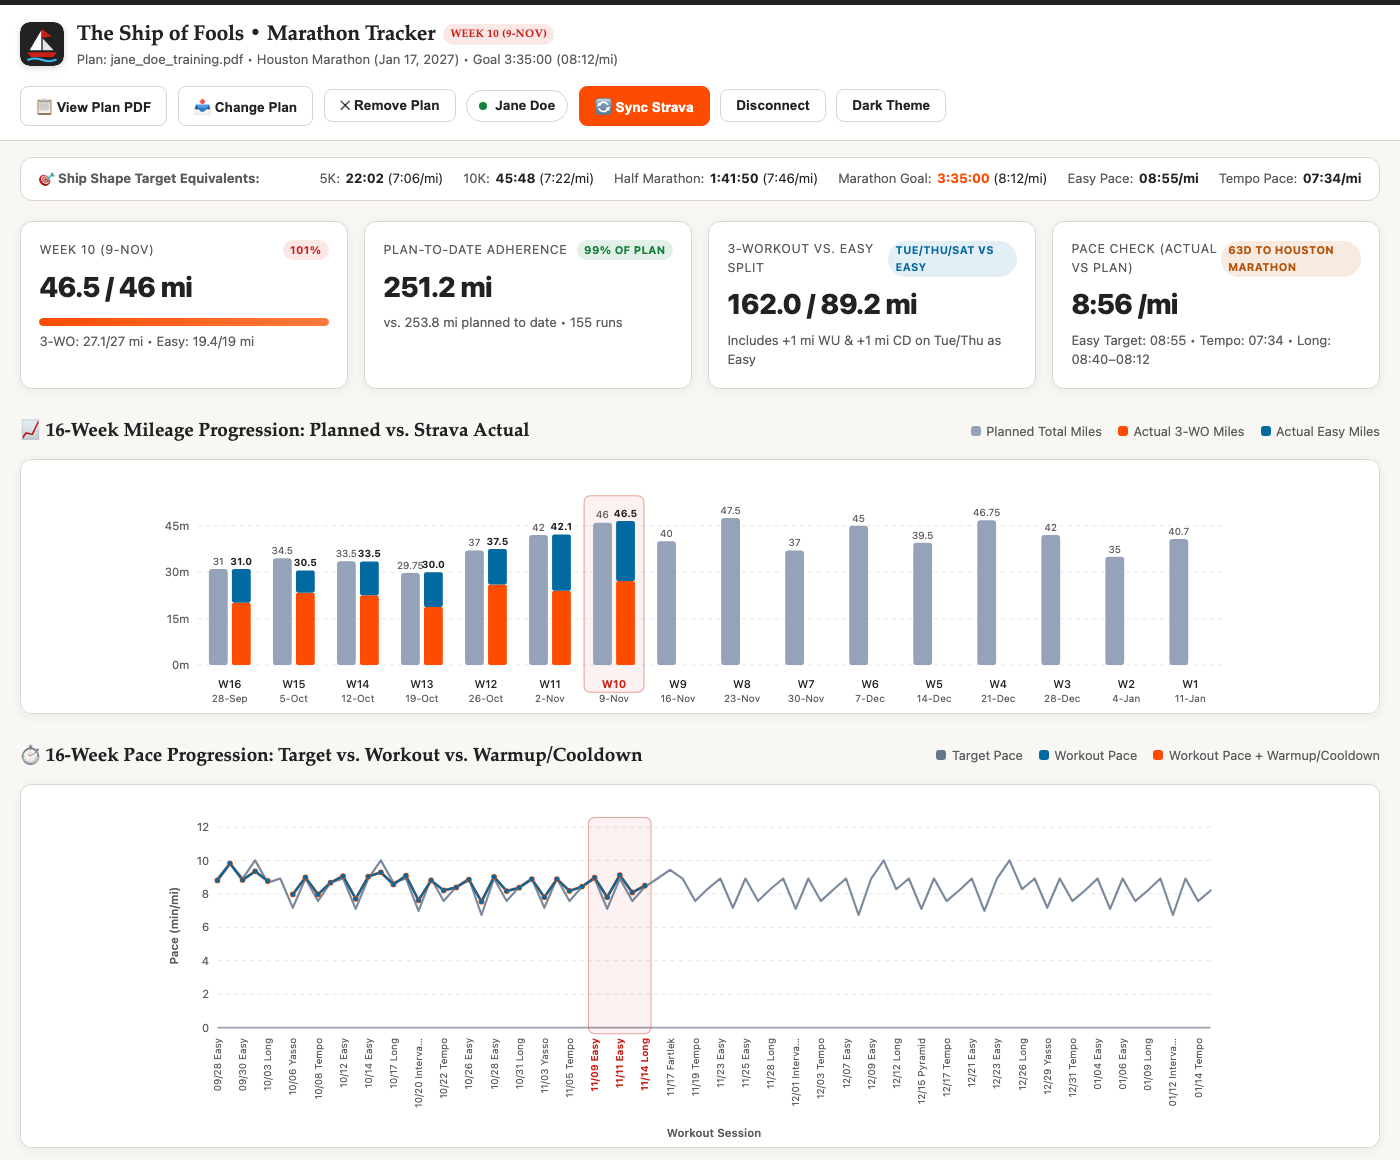 The Ship of Fools • Marathon Tracker WEEK 10 (9-NOV)
Plan: jane_doe_training.pdf • Houston Marathon (Jan 17, 2027) • Goal 3:35:00 (08:12/mi)
View Plan PDF Change Plan ✕ Remove Plan Jane Doe Sync Strava Disconnect Dark Theme
Ship Shape Target Equivalents: 5K: 22:02 (7:06/mi) 10K: 45:48 (7:22/mi) Half Marathon: 1:41:50 (7:46/mi) Marathon Goal: 3:35:00 (8:12/mi) Easy Pace: 08:55/mi Tempo Pace: 07:34/mi
WEEK 10 (9-NOV) 101%
46.5 / 46 mi
3-WO: 27.1/27 mi • Easy: 19.4/19 mi
PLAN-TO-DATE ADHERENCE 99% OF PLAN
251.2 mi
vs. 253.8 mi planned to date • 155 runs
3-WORKOUT VS. EASY
SPLIT
TUE/THU/SAT VS
EASY
162.0 / 89.2 mi
Includes +1 mi WU & +1 mi CD on Tue/Thu as
Easy
PACE CHECK (ACTUAL
VS PLAN)
63D TO HOUSTON
MARATHON
8:56 /mi
Easy Target: 08:55 • Tempo: 07:34 • Long:
08:40–08:12
16-Week Mileage Progression: Planned vs. Strava Actual
Planned Total Miles Actual 3-WO Miles Actual Easy Miles
45m
30m
15m
0m
31 31.0
34.5 30.5
33.5 33.5
29.75 30.0
37 37.5
42 42.1
46 46.5
40
47.5
37
45
39.5
46.75
42
35
40.7
W16 W15 W14 W13 W12 W11 W10 W9 W8 W7 W6 W5 W4 W3 W2 W1
28-Sep 5-Oct 12-Oct 19-Oct 26-Oct 2-Nov 9-Nov 16-Nov 23-Nov 30-Nov 7-Dec 14-Dec 21-Dec 28-Dec 4-Jan 11-Jan
16-Week Pace Progression: Target vs. Workout vs. Warmup/Cooldown
Target Pace Workout Pace Workout Pace + Warmup/Cooldown
Pace (min/mi)
12
10
8
6
4
2
0
09/28 Easy
09/30 Easy
10/03 Long
10/06 Yasso
10/08 Tempo
10/12 Easy
10/14 Easy
10/17 Long
10/20 Interva...
10/22 Tempo
10/26 Easy
10/28 Easy
10/31 Long
11/03 Yasso
11/05 Tempo
11/09 Easy
11/11 Easy
11/14 Long
11/17 Fartlek
11/19 Tempo
11/23 Easy
11/25 Easy
11/28 Long
12/01 Interva...
12/03 Tempo
12/07 Easy
12/09 Easy
12/12 Long
12/15 Pyramid
12/17 Tempo
12/21 Easy
12/23 Easy
12/26 Long
12/29 Yasso
12/31 Tempo
01/04 Easy
01/06 Easy
01/09 Long
01/12 Interva...
01/14 Tempo
Workout Session